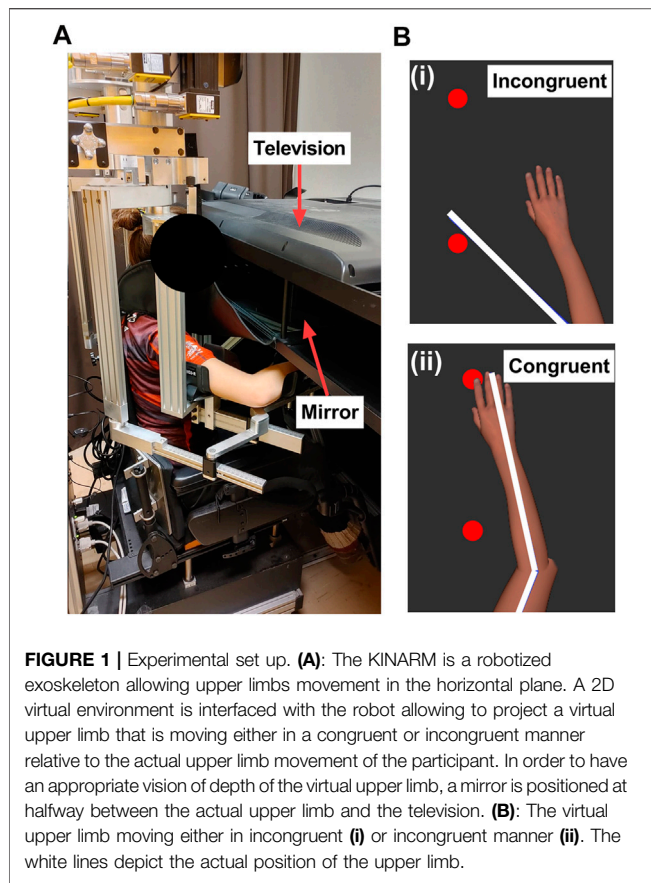 A
B
(i)
Incongruent
Television
(ii)
Congruent
Mirror
FIGURE 1 | Experimental set up. (A): The KINARM is a robotized
exoskeleton allowing upper limbs movement in the horizontal plane. A 2D
virtual environment is interfaced with the robot allowing to project a virtual
upper limb that is moving either in a congruent or incongruent manner
relative to the actual upper limb movement of the participant. In order to have
an appropriate vision of depth of the virtual upper limb, a mirror is positioned at
halfway between the actual upper limb and the television. (B): The virtual
upper limb moving either in incongruent (i) or incongruent manner (ii). The
white lines depict the actual position of the upper limb.